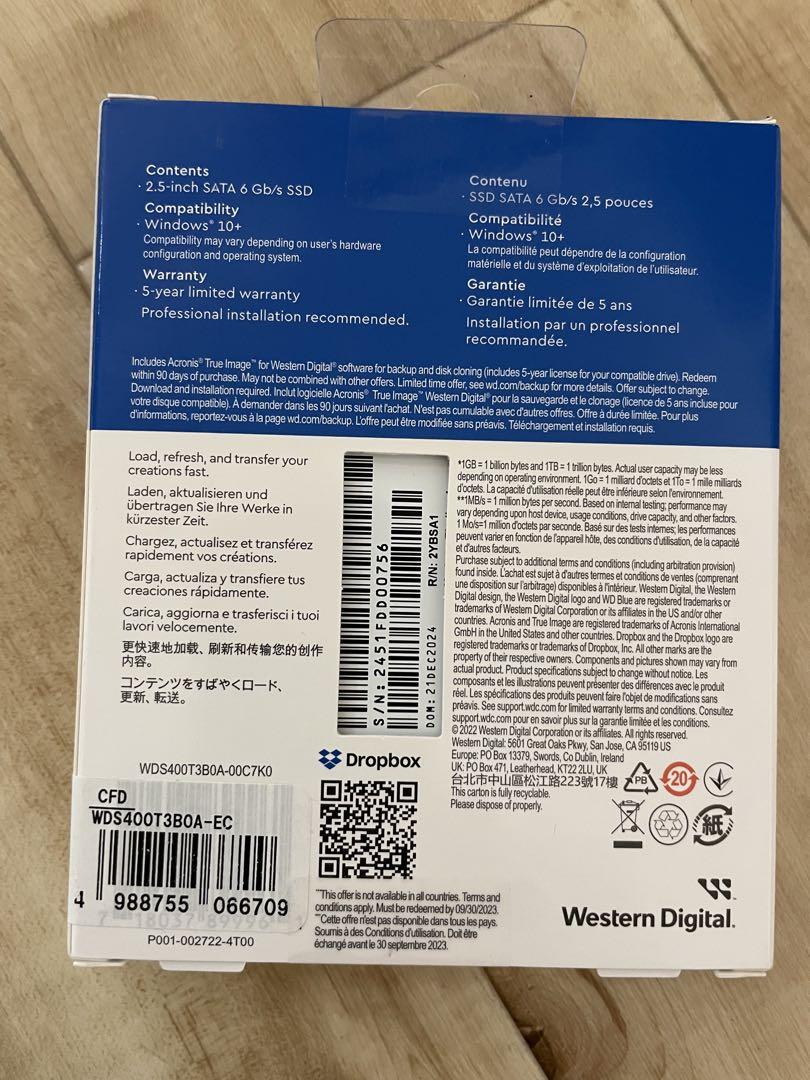 Contents
· 2.5-inch SATA 6 Gb/s SSD
Compatibility
· Windows® 10+
Compatibility may vary depending on user's hardware
configuration and operating system.
Warranty
· 5-year limited warranty
Professional installation recommended.
Contenu
· SSD SATA 6 Gb/s 2,5 pouces
Compatibilité
· Windows® 10+
La compatibilité peut dépendre de la configuration
matérielle et du système d'exploitation de l'utilisateur.
Garantie
· Garantie limitée de 5 ans
Installation par un professionnel
recommandée.
Includes Acronis® True Image™ for Western Digital® software for backup and disk cloning (includes 5-year license for your compatible drive). Redeem
within 90 days of purchase. May not be combined with other offers. Limited time offer, see wd.com/backup for more details. Offer subject to change.
Download and installation required. Inclut logicielle Acronis® True Image™ Western Digital® pour la sauvegarde et le clonage (licence de 5 ans incluse pour
votre disque compatible). À demander dans les 90 jours suivant l'achat. N'est pas cumulable avec d'autres offres. Offre à durée limitée. Pour plus
d'informations, reportez-vous à la page wd.com/backup. L'offre peut être modifiée sans préavis. Téléchargement et installation requis.
Load, refresh, and transfer your
creations fast.
Laden, aktualisieren und
übertragen Sie Ihre Werke in
kürzester Zeit.
Chargez, actualisez et transférez
rapidement vos créations.
Carga, actualiza y transfiere tus
creaciones rápidamente.
Carica, aggiorna e trasferisci i tuoi
lavori velocemente.
更快速地加载、刷新和传输您的创作
内容。
コンテンツをすばやくロード、
更新、転送。
S/N: 2451FDD00756
R/N: 2YBSA1
DOM: 21DEC2024
*1GB = 1 billion bytes and 1TB = 1 trillion bytes. Actual user capacity may be less
depending on operating environment. 1Go = 1 milliard d'octets et 1To = 1 mille milliards
d'octets. La capacité d'utilisation réelle peut être inférieure selon l'environnement.
**1MB/s = 1 million bytes per second. Based on internal testing; performance may
vary depending upon host device, usage conditions, drive capacity, and other factors.
1 Mo/s=1 million d'octets par seconde. Basé sur des tests internes; les performances
peuvent varier en fonction de l'appareil hôte, des conditions d'utilisation, de la capacité
et d'autres facteurs.
Purchase subject to additional terms and conditions (including arbitration provision)
found inside. L'achat est sujet à d'autres termes et conditions de ventes (comprenant
une disposition sur l'arbitrage) disponibles à l'intérieur. Western Digital, the Western
Digital design, the Western Digital logo and WD Blue are registered trademarks or
trademarks of Western Digital Corporation or its affiliates in the US and/or other
countries. Acronis and True Image are registered trademarks of Acronis International
GmbH in the United States and other countries. Dropbox and the Dropbox logo are
registered trademarks or trademarks of Dropbox, Inc. All other marks are the
property of their respective owners. Components and pictures shown may vary from
actual product. Product specifications subject to change without notice. Les
composants et les illustrations peuvent présenter des différences avec le produit
réel. Les spécifications des produits peuvent faire l'objet de modifications sans
préavis. See support.wdc.com for limited warranty terms and conditions. Consultez
support.wdc.com pour en savoir plus sur la garantie limitée et les conditions.
© 2022 Western Digital Corporation or its affiliates. All rights reserved.
Western Digital: 5601 Great Oaks Pkwy, San Jose, CA 95119 US
Europe: PO Box 13379, Swords, Co Dublin, Ireland
UK: PO Box 471, Leatherhead, KT22 2LU, UK
台北市中山區松江路223號17樓
This carton is fully recyclable.
Please dispose of properly.
PAP
PB
20
紙
WDS400T3B0A-00C7K0
CFD
WDS400T3B0A-EC
4 988755 066709
P001-002722-4T00
Dropbox
***This offer is not available in all countries. Terms and
conditions apply. Must be redeemed by 09/30/2023.
***Cette offre n'est pas disponible dans tous les pays.
Soumis à des Conditions d'utilisation. Doit être
échangé avant le 30 septembre 2023.
Western Digital.